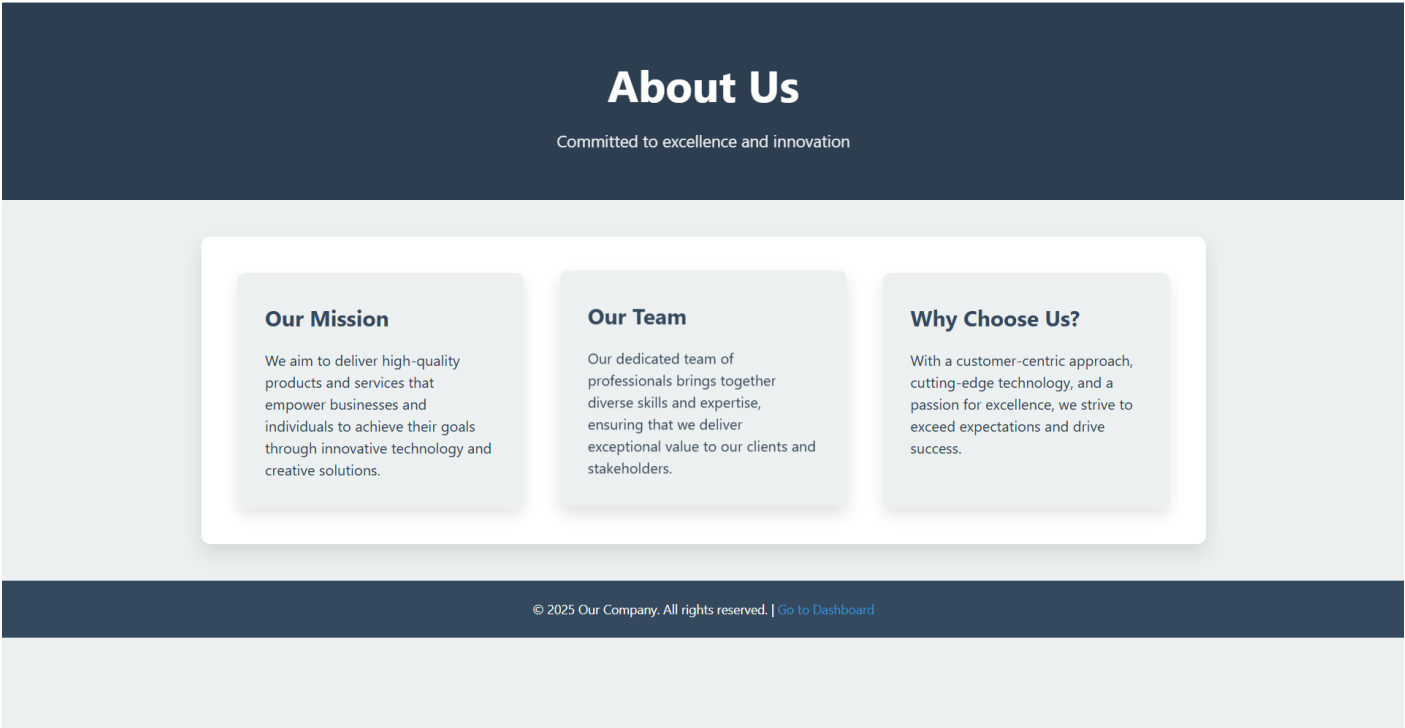 About Us
Committed to excellence and innovation
Our Mission
We aim to deliver high-quality
products and services that
empower businesses and
individuals to achieve their goals
through innovative technology and
creative solutions.
Our Team
Our dedicated team of
professionals brings together
diverse skills and expertise,
ensuring that we deliver
exceptional value to our clients and
stakeholders.
Why Choose Us?
With a customer-centric approach,
cutting-edge technology, and a
passion for excellence, we strive to
exceed expectations and drive
success.
© 2025 Our Company. All rights reserved. | Go to Dashboard